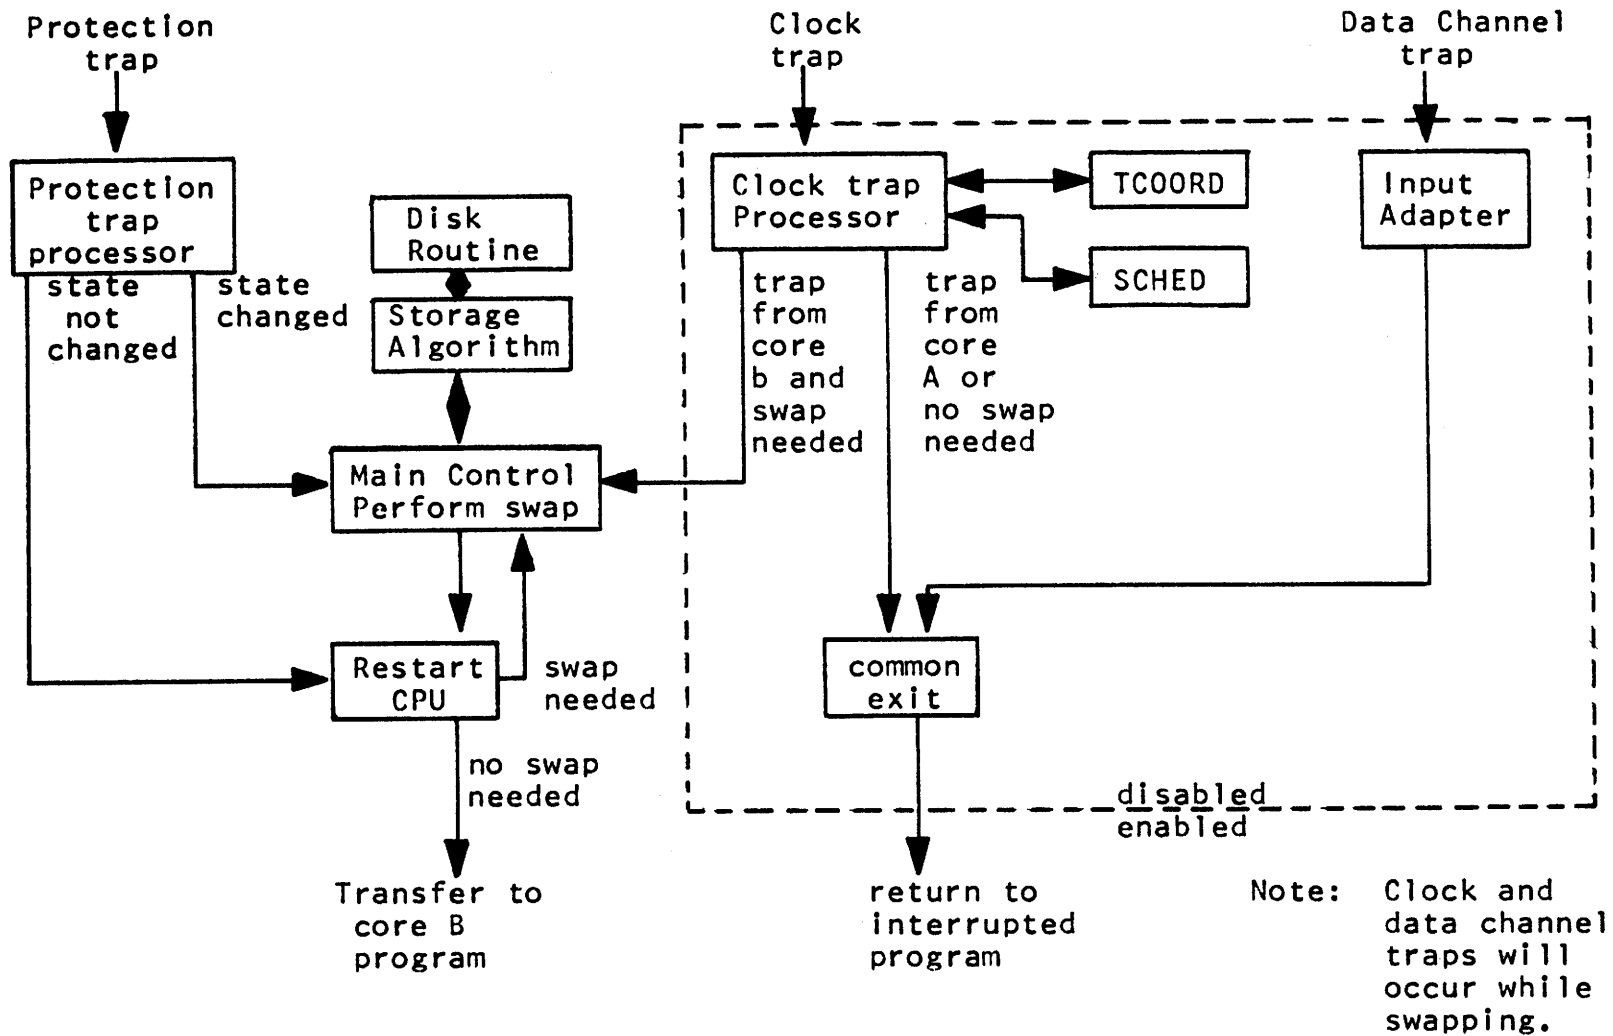 Protection
trap
Clock
trap
Data Channel
trap
Protection
trap
processor
Disk
Routine
Storage
Algorithm
Clock trap
Processor
TCOORD
SCHED
Input
Adapter
state
not
changed
state
changed
trap
from
core
b and
swap
needed
trap
from
core
A or
no swap
needed
Main Control
Perform swap
Restart
CPU
swap
needed
common
exit
no swap
needed
disabled
enabled
Transfer to
core B
program
return to
interrupted
program
Note: Clock and
data channel
traps will
occur while
swapping.